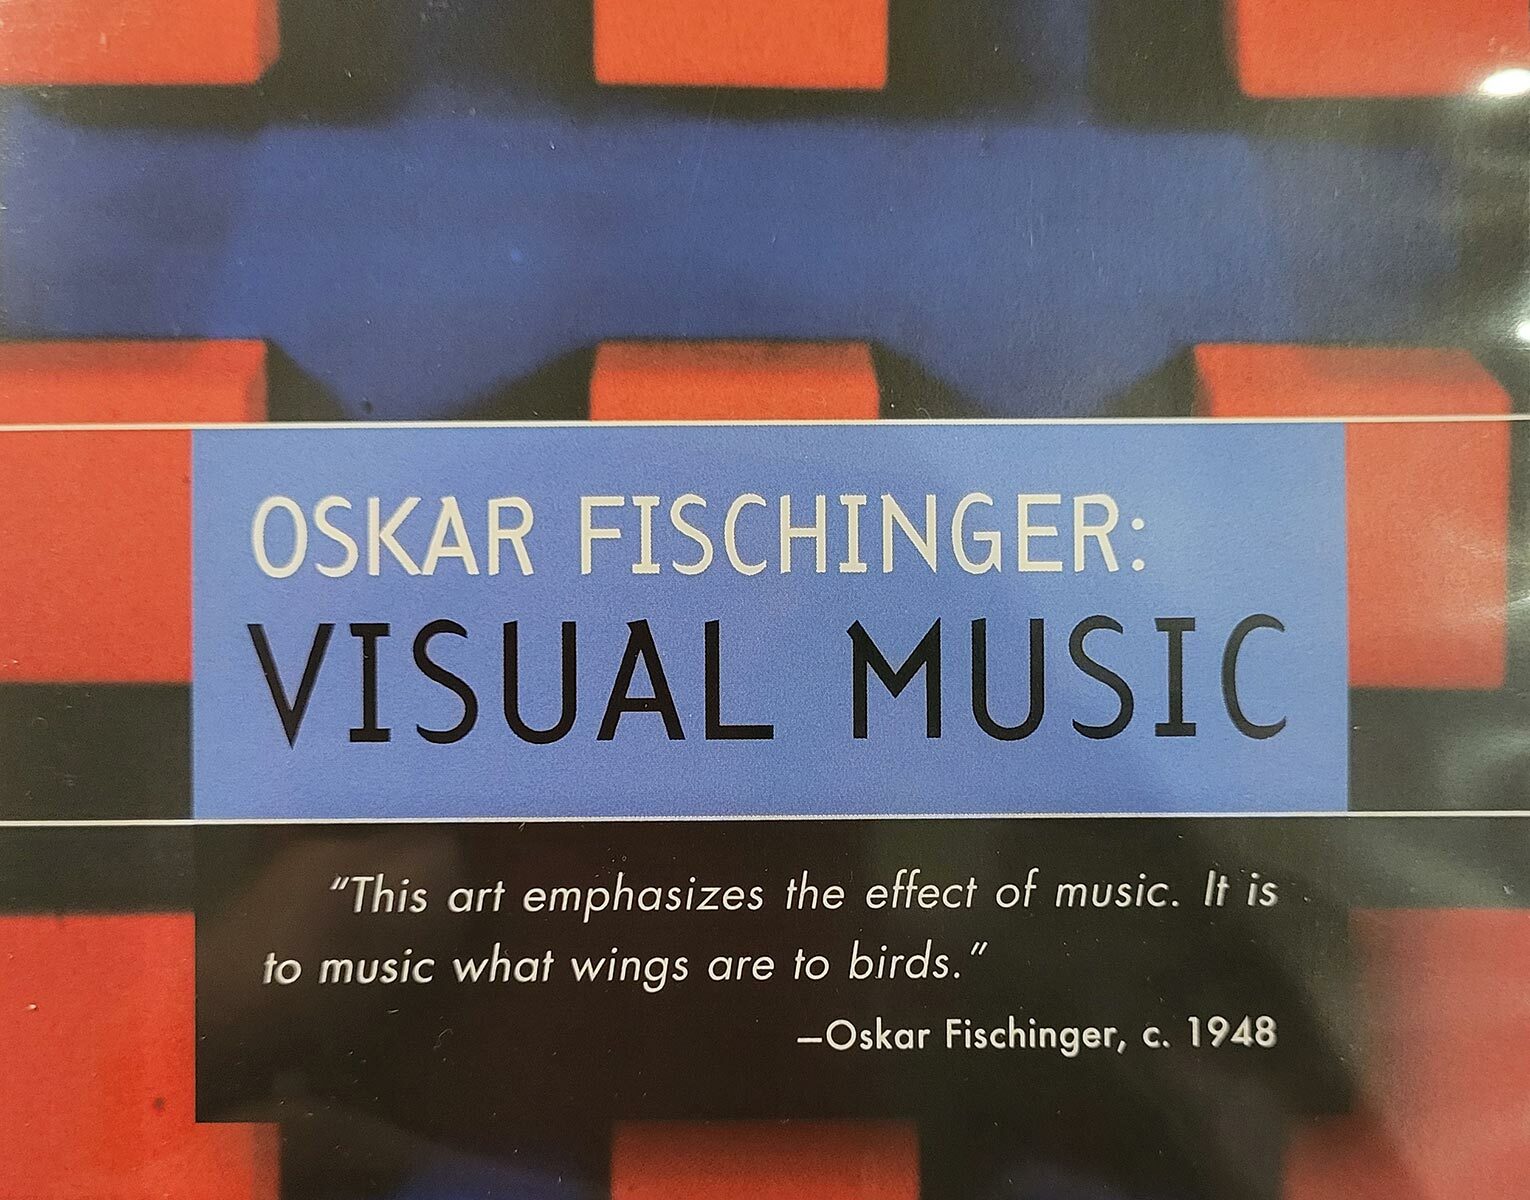 OSKAR FISCHINGER:
VISUAL MUSIC
“This art emphasizes the effect of music. It is
to music what wings are to birds.”
–Oskar Fischinger, c. 1948